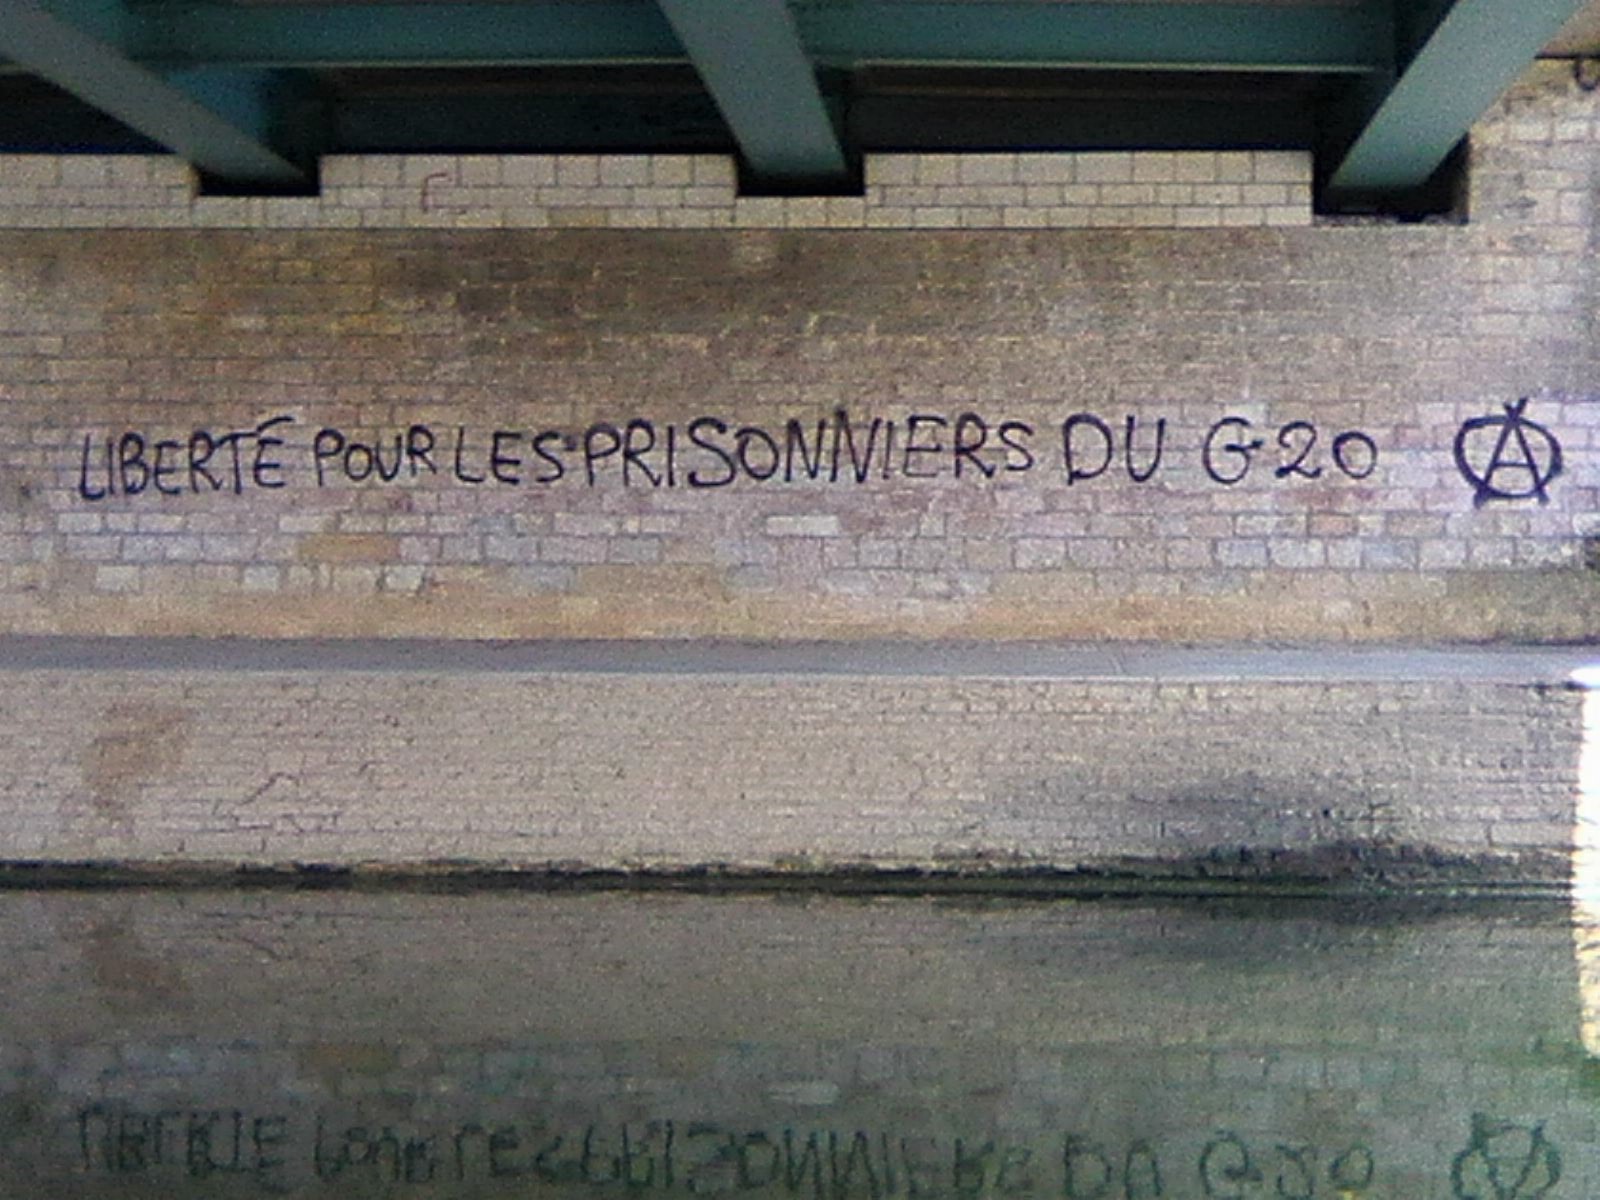 LIBERTÉ POUR LES PRISONNIERS DU G20 Ⓐ